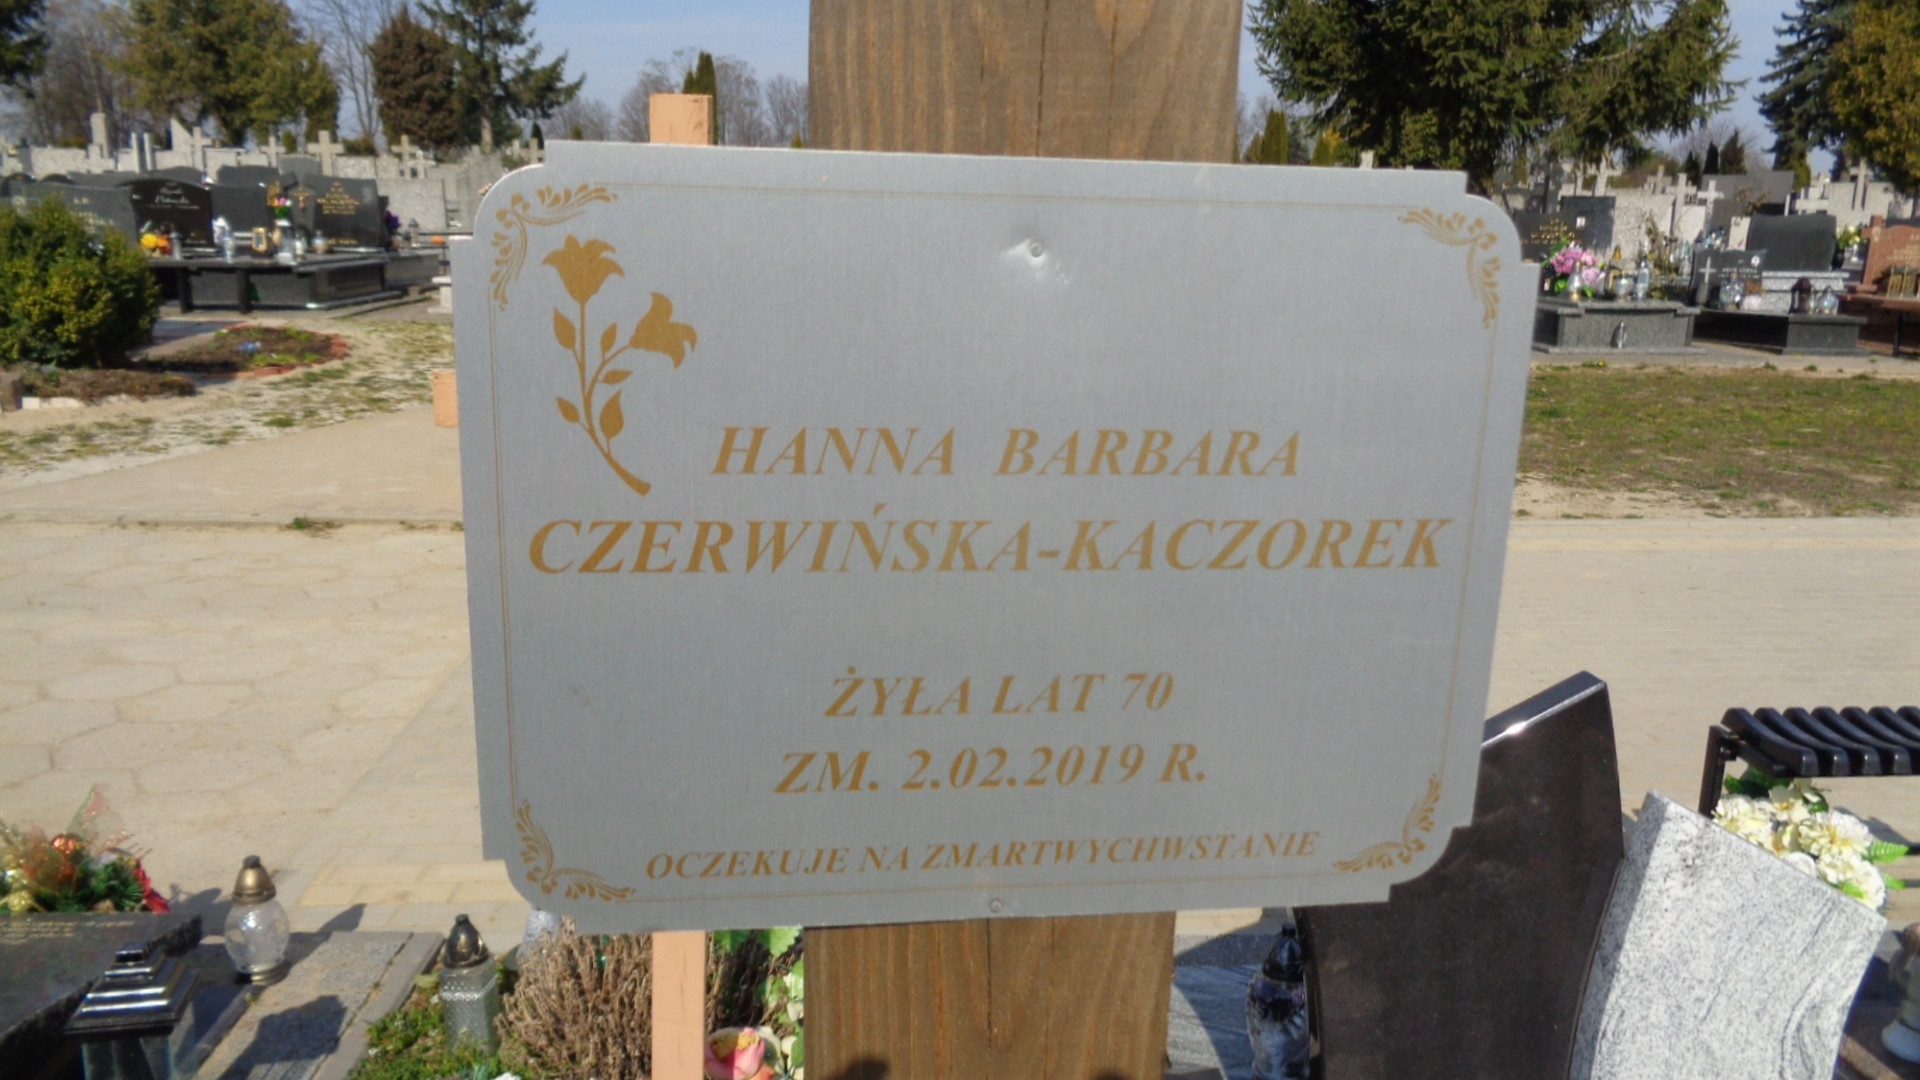 HANNA BARBARA
CZERWIŃSKA-KACZOREK
ŻYŁA LAT 70
ZM. 2.02.2019 R.
OCZEKUJE NA ZMARTWYCHWSTANIE